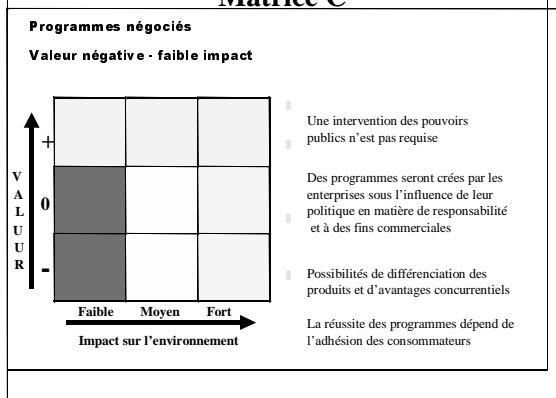 Matrice C
Programmes négociés
Valeur négative - faible impact
Une intervention des pouvoirs
publics n'est pas requise
Des programmes seront crées par les
enterprises sous l'influence de leur
politique en matière de responsabilité
et à des fins commerciales
Possibilités de différenciation des
produits et d'avantages concurrentiels
La réussite des programmes dépend de
l'adhésion des consommateurs
VALUUR
+
0
-
Faible Moyen Fort
Impact sur l'environnement